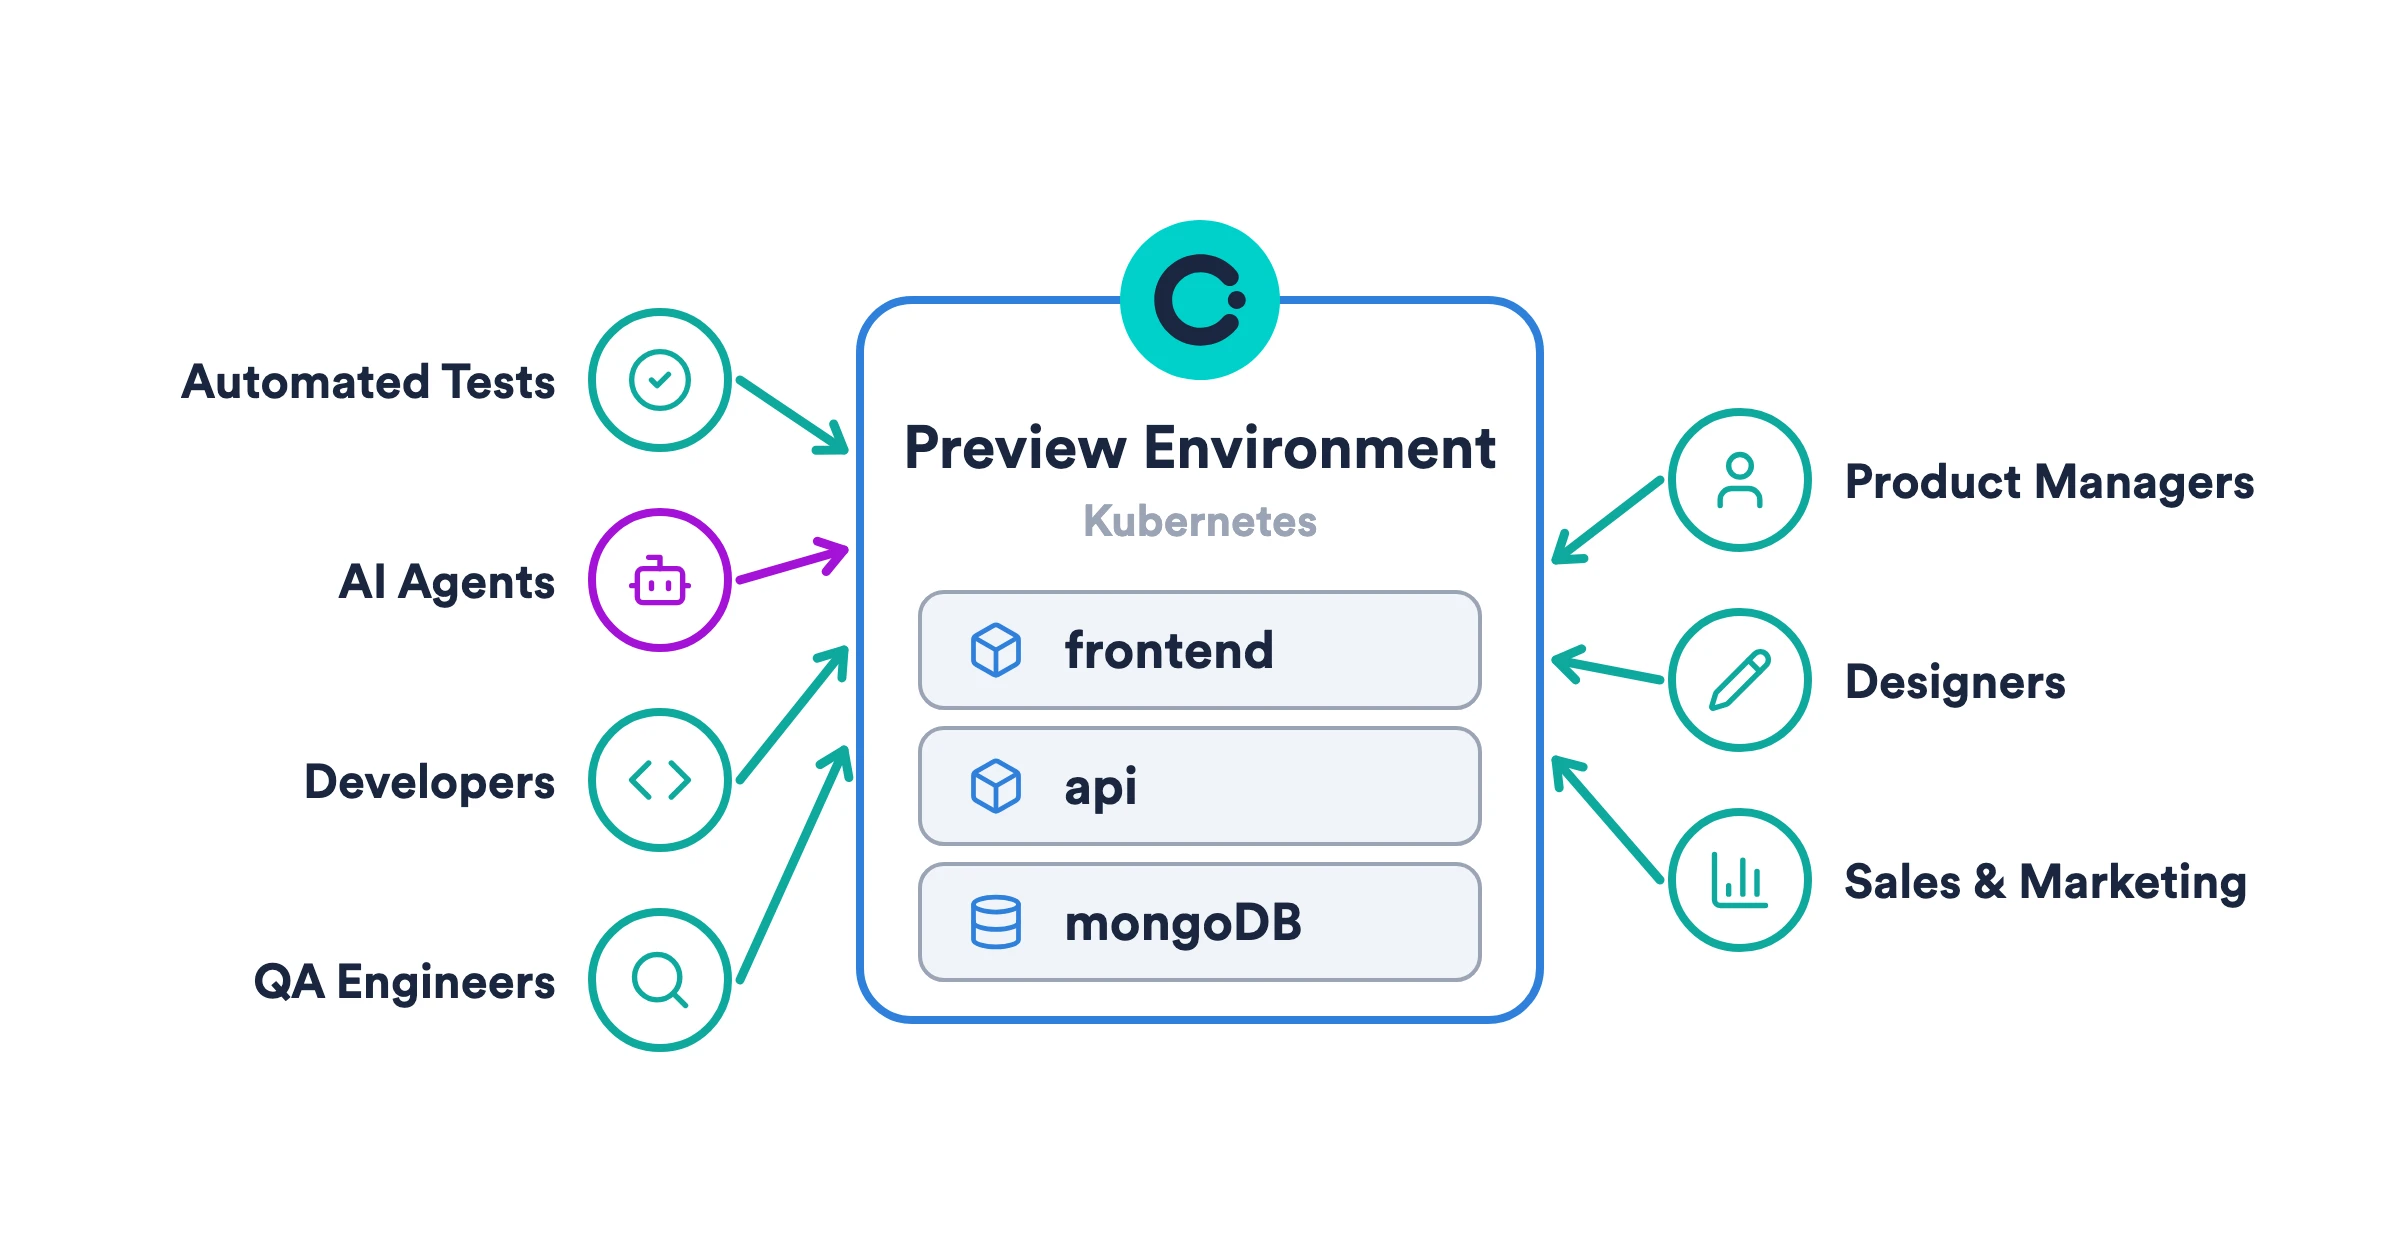 Automated Tests
AI Agents
Developers
QA Engineers
Preview Environment
Kubernetes
frontend
api
mongoDB
Product Managers
Designers
Sales & Marketing